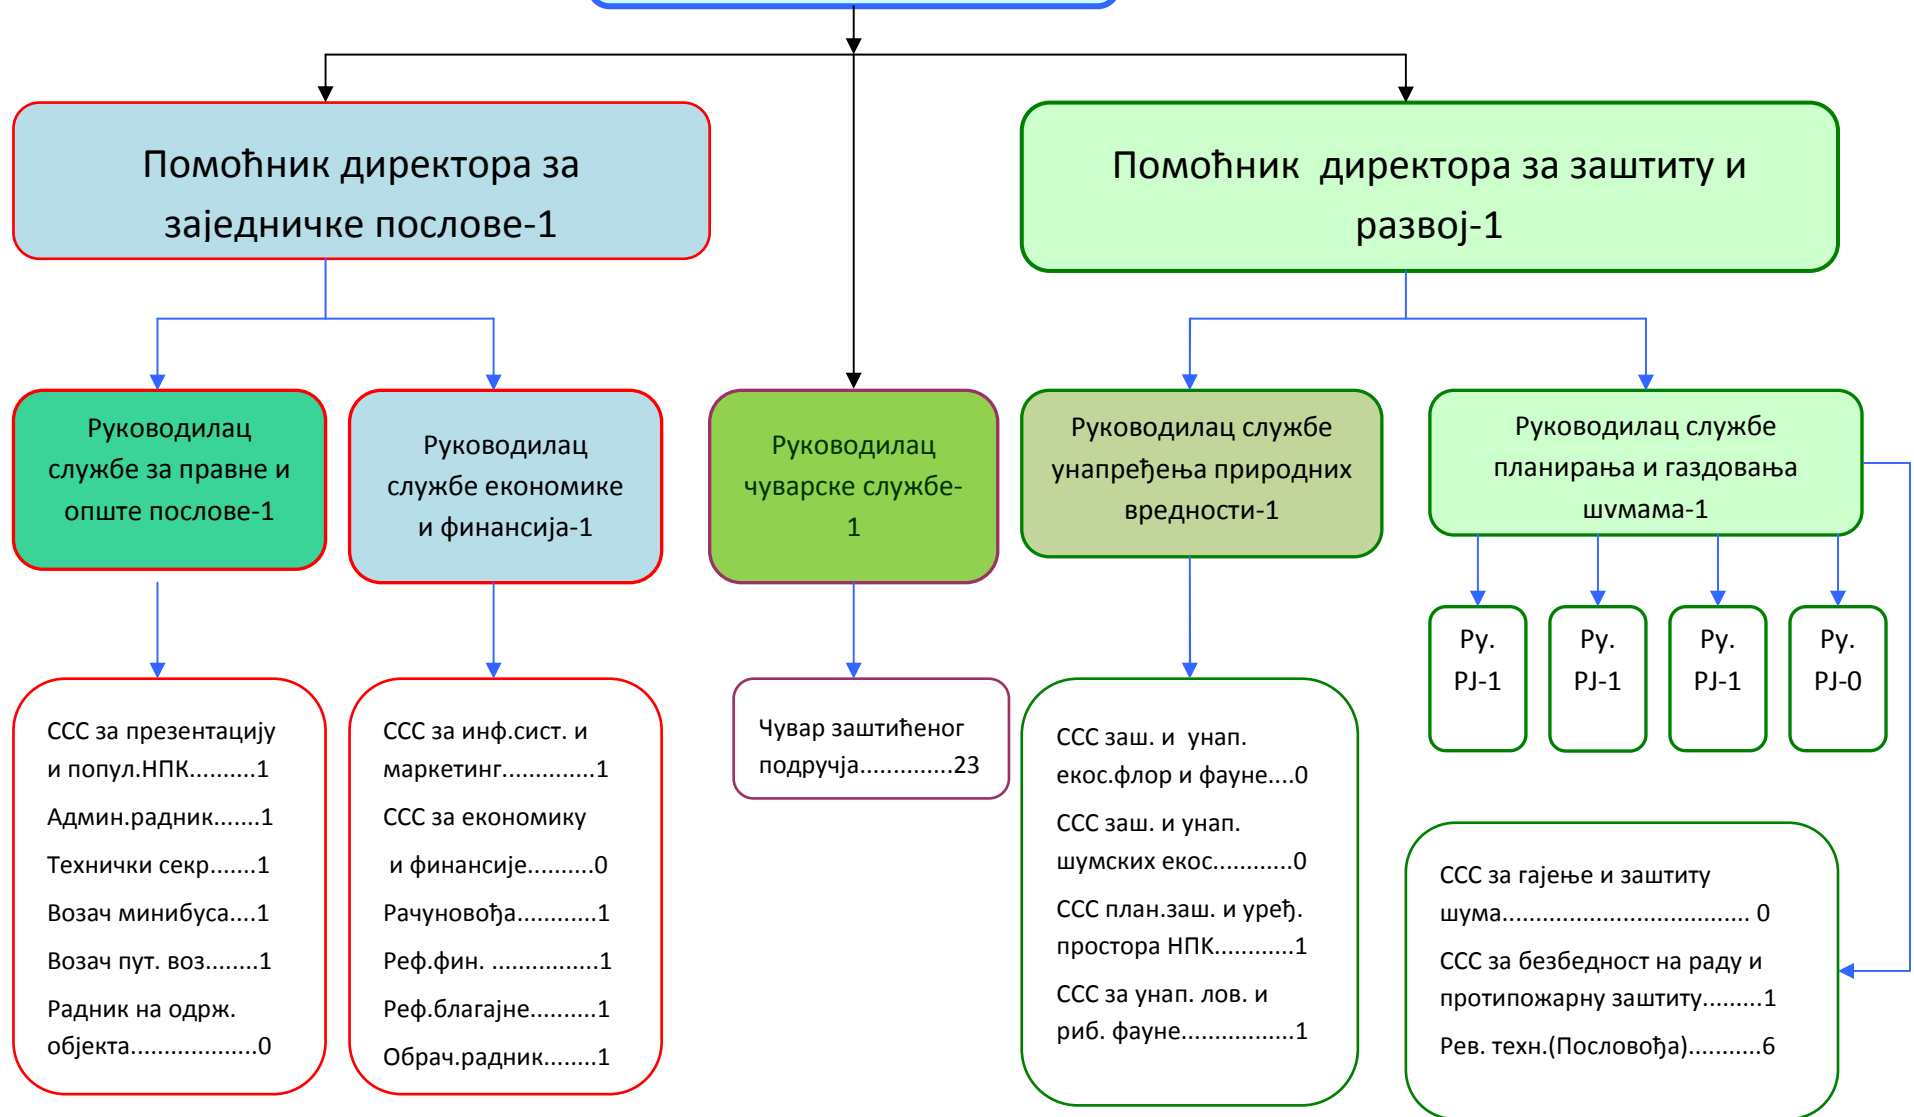 Помоћник директора за
заједничке послове-1
Помоћник  директора за заштиту и
развој-1
Руководилац
службе за правне и
опште послове-1
Руководилац
службе економике
и финансија-1
Руководилац
чуварске службе-
1
Руководилац службе
унапређења природних
вредности-1
Руководилац службе
планирања и газдовања
шумама-1
Ру.
РЈ-1
Ру.
РЈ-1
Ру.
РЈ-1
Ру.
РЈ-0
ССС за презентацију
и попул.НПК..........1
Админ.радник.......1
Технички секр.......1
Возач минибуса....1
Возач пут. воз........1
Радник на одрж.
објекта...................0
ССС за инф.сист. и
маркетинг..............1
ССС за економику
и финансије..........0
Рачуновођа............1
Реф.фин. ................1
Реф.благајне..........1
Обрач.радник........1
Чувар заштићеног
подручја..............23
ССС заш. и  унап.
екос.флор и фауне....0
ССС заш. и унап.
шумских екос............0
ССС план.заш. и уређ.
простора НПК............1
ССС за унап. лов. и
риб. фауне.................1
ССС за гајење и заштиту
шума..................................... 0
ССС за безбедност на раду и
протипожарну заштиту.........1
Рев. техн.(Пословођа)...........6